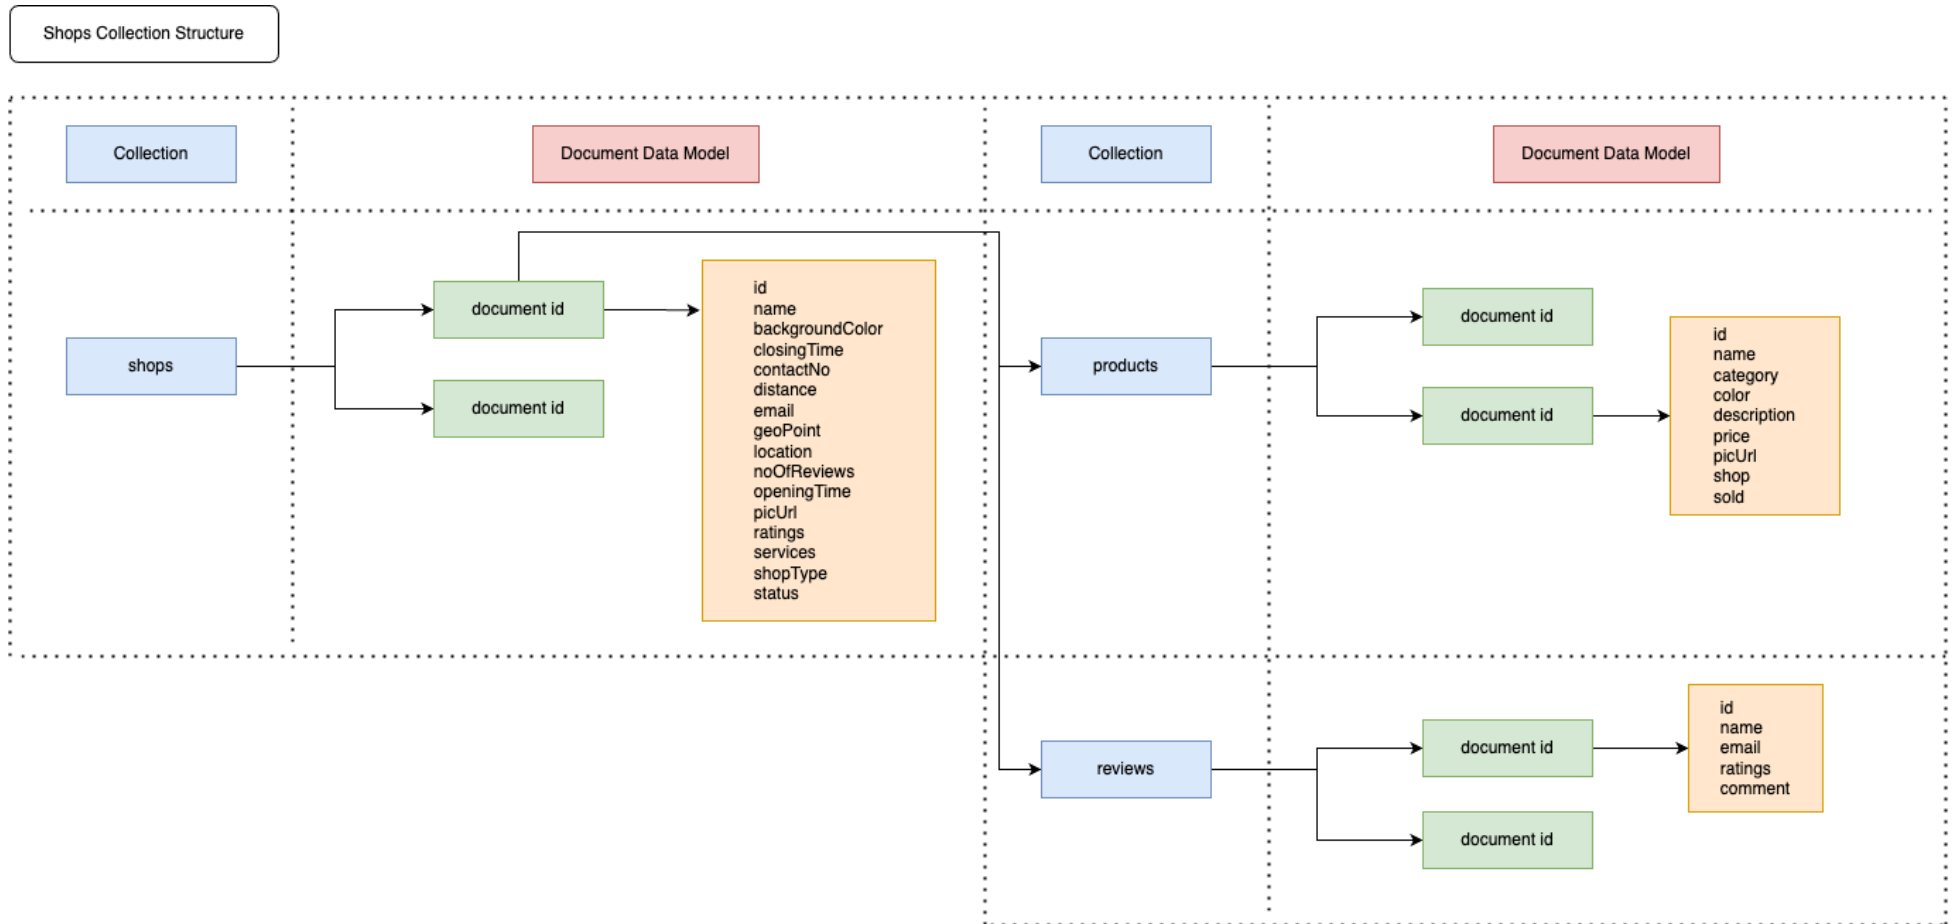 Shops Collection Structure
Collection
Document Data Model
Collection
Document Data Model
shops
document id
document id
id
name
backgroundColor
closingTime
contactNo
distance
email
geoPoint
location
noOfReviews
openingTime
picUrl
ratings
services
shopType
status
products
document id
document id
id
name
category
color
description
price
picUrl
shop
sold
reviews
document id
document id
id
name
email
ratings
comment